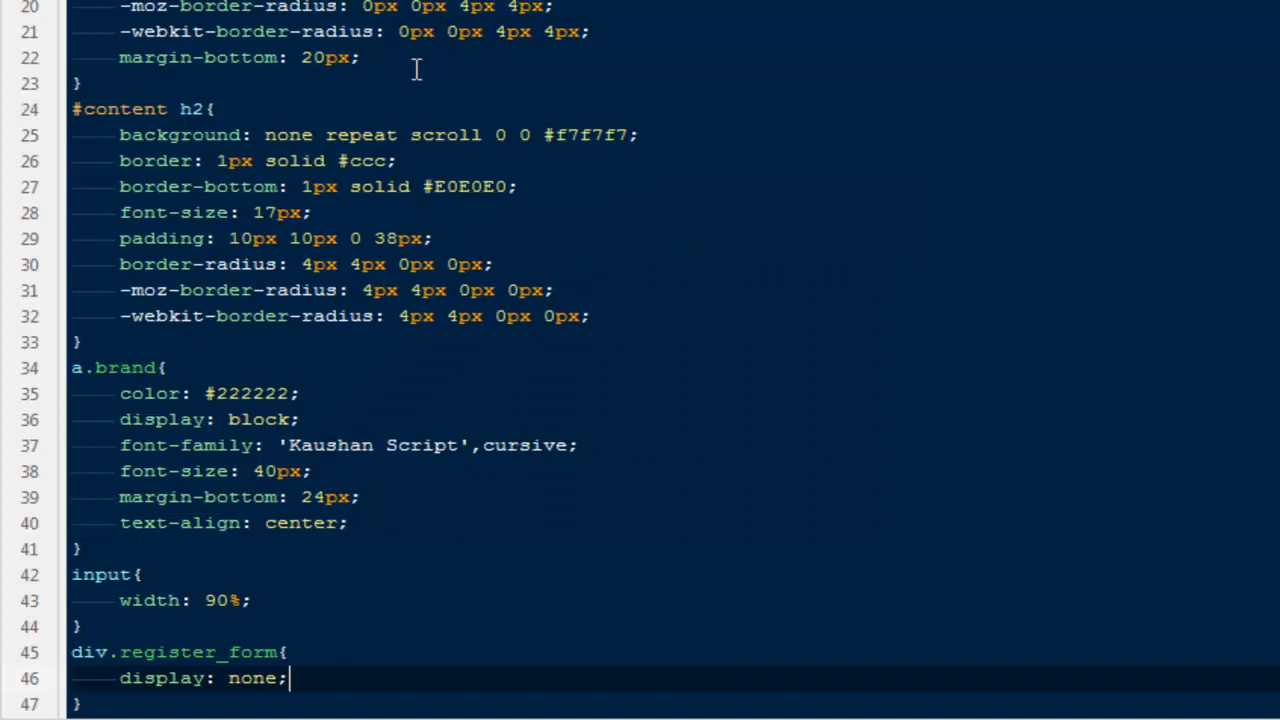 20 -moz-border-radius: 0px 0px 4px 4px;
21 -webkit-border-radius: 0px 0px 4px 4px;
22 margin-bottom: 20px;
23 }
24 #content h2{
25 background: none repeat scroll 0 0 #f7f7f7;
26 border: 1px solid #ccc;
27 border-bottom: 1px solid #E0E0E0;
28 font-size: 17px;
29 padding: 10px 10px 0 38px;
30 border-radius: 4px 4px 0px 0px;
31 -moz-border-radius: 4px 4px 0px 0px;
32 -webkit-border-radius: 4px 4px 0px 0px;
33 }
34 a.brand{
35 color: #222222;
36 display: block;
37 font-family: 'Kaushan Script',cursive;
38 font-size: 40px;
39 margin-bottom: 24px;
40 text-align: center;
41 }
42 input{
43 width: 90%;
44 }
45 div.register_form{
46 display: none;
47 }